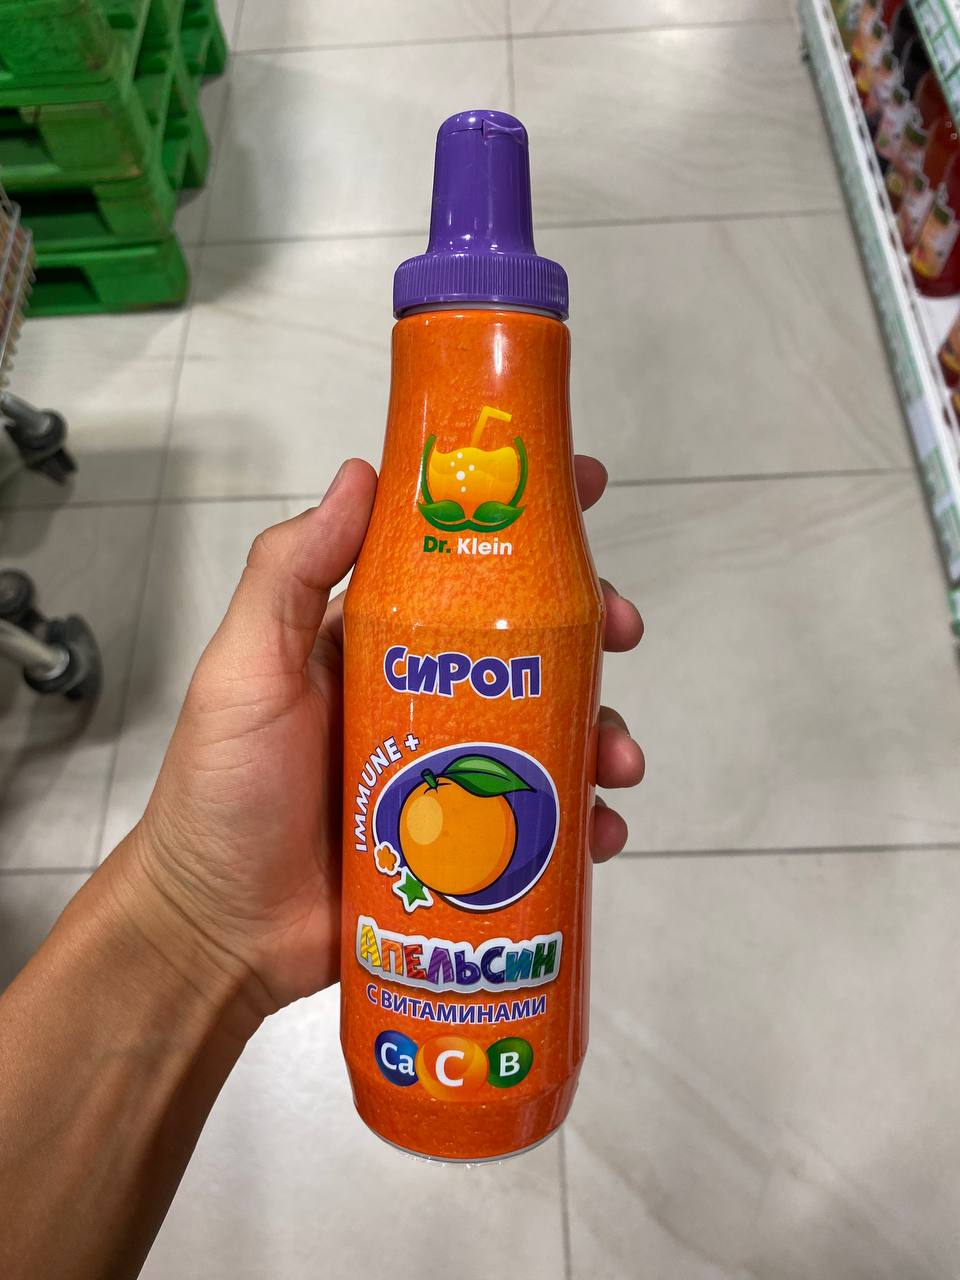 Dr. Klein
СИРОП
IMMUNE +
АПЕЛЬСИН
С ВИТАМИНАМИ
Ca C B